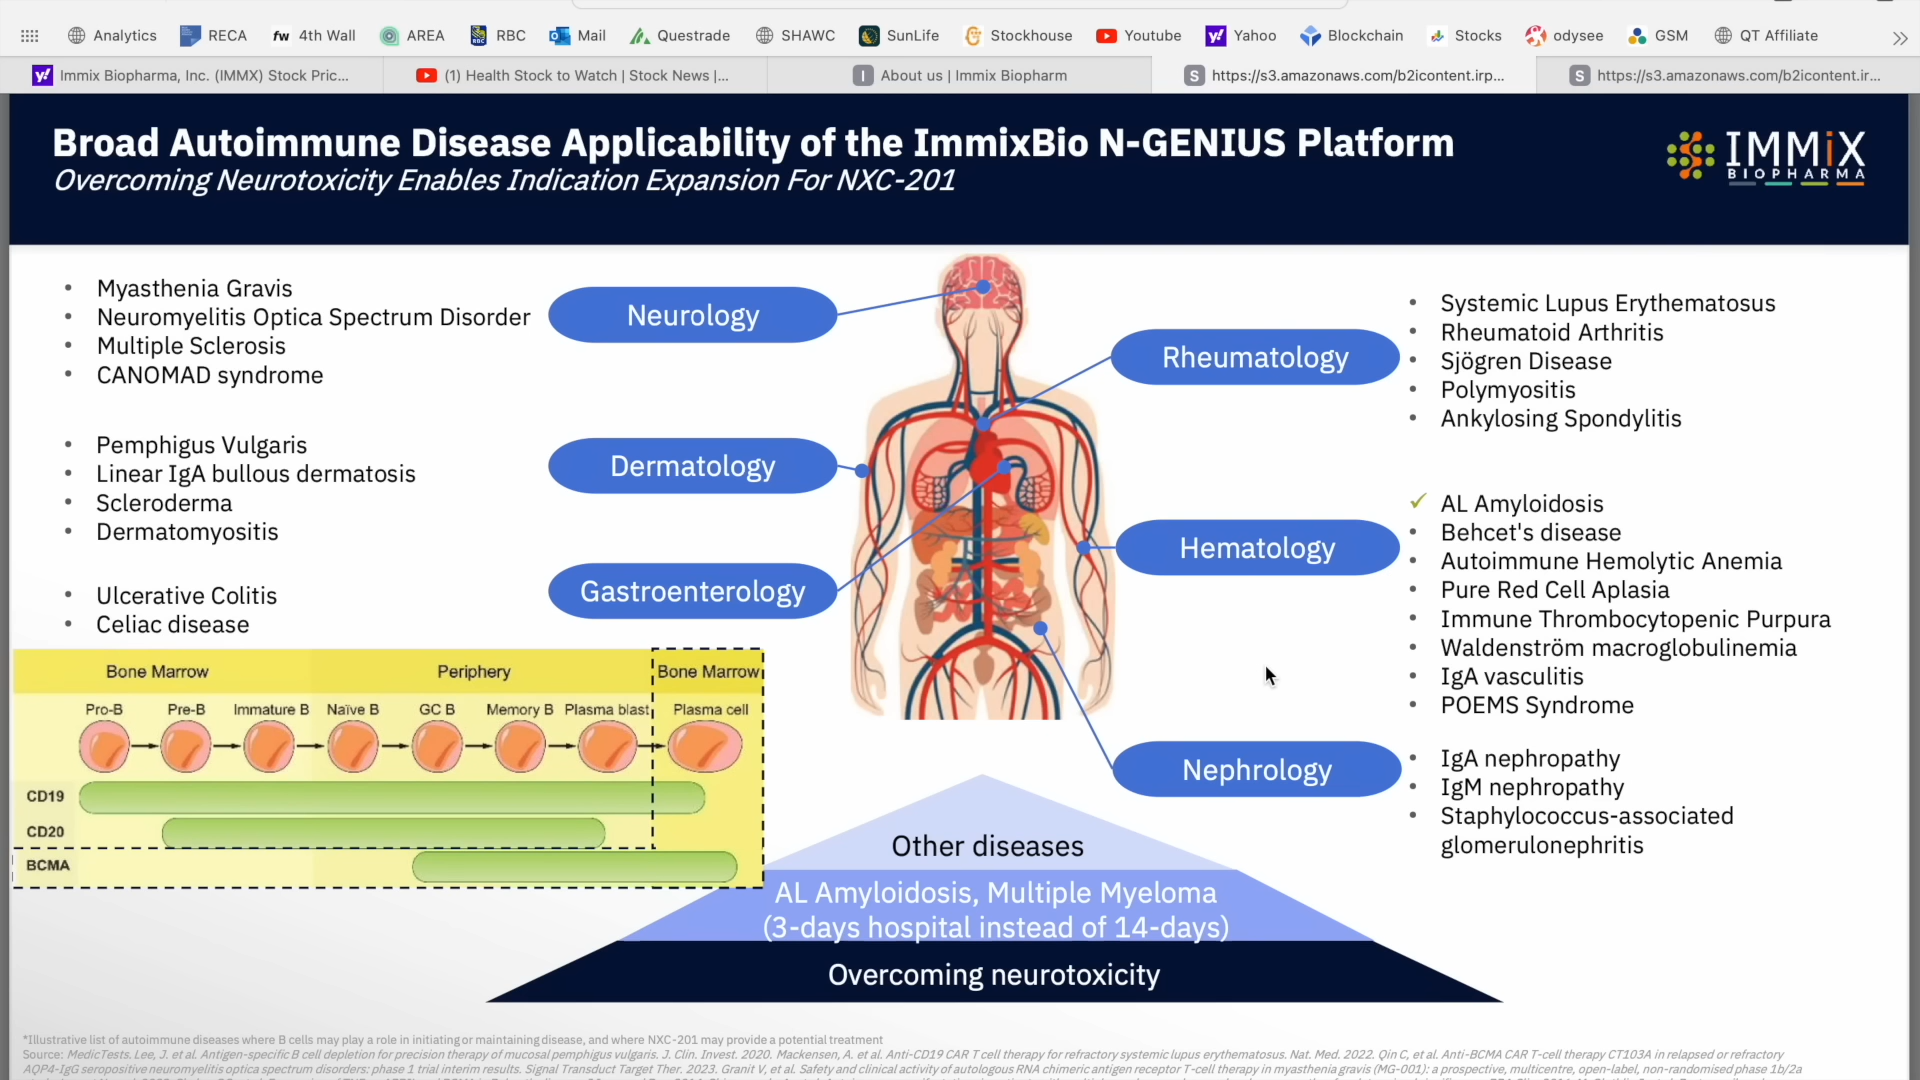 Analytics RECA fw 4th Wall AREA RBC Mail Questrade SHAWC SunLife Stockhouse Youtube y! Yahoo Blockchain Stocks odysee GSM QT Affiliate
y! Immix Biopharma, Inc. (IMMX) Stock Pric...
(1) Health Stock to Watch | Stock News |...
I About us | Immix Biopharm
S https://s3.amazonaws.com/b2icontent.irp...
S https://s3.amazonaws.com/b2icontent.ir...
Broad Autoimmune Disease Applicability of the ImmixBio N-GENIUS Platform
Overcoming Neurotoxicity Enables Indication Expansion For NXC-201
IMMiX
BIOPHARMA
• Myasthenia Gravis
• Neuromyelitis Optica Spectrum Disorder
• Multiple Sclerosis
• CANOMAD syndrome
Neurology
• Pemphigus Vulgaris
• Linear IgA bullous dermatosis
• Scleroderma
• Dermatomyositis
Dermatology
• Ulcerative Colitis
• Celiac disease
Gastroenterology
Rheumatology
• Systemic Lupus Erythematosus
• Rheumatoid Arthritis
• Sjögren Disease
• Polymyositis
• Ankylosing Spondylitis
Hematology
✓ AL Amyloidosis
• Behcet's disease
• Autoimmune Hemolytic Anemia
• Pure Red Cell Aplasia
• Immune Thrombocytopenic Purpura
• Waldenström macroglobulinemia
• IgA vasculitis
• POEMS Syndrome
Nephrology
• IgA nephropathy
• IgM nephropathy
• Staphylococcus-associated
glomerulonephritis
Bone Marrow Periphery Bone Marrow
Pro-B Pre-B Immature B Naïve B GC B Memory B Plasma blast Plasma cell
CD19
CD20
BCMA
Other diseases
AL Amyloidosis, Multiple Myeloma
(3-days hospital instead of 14-days)
Overcoming neurotoxicity
*Illustrative list of autoimmune diseases where B cells may play a role in initiating or maintaining disease, and where NXC-201 may provide a potential treatment
Source: MedicTests. Lee, J. et al. Antigen-specific B cell depletion for precision therapy of mucosal pemphigus vulgaris. J. Clin. Invest. 2020. Mackensen, A. et al. Anti-CD19 CAR T cell therapy for refractory systemic lupus erythematosus. Nat. Med. 2022. Qin C, et al. Anti-BCMA CAR T-cell therapy CT103A in relapsed or refractory
AQP4-IgG seropositive neuromyelitis optica spectrum disorders: phase 1 trial interim results. Signal Transduct Target Ther. 2023. Granit V, et al. Safety and clinical activity of autologous RNA chimeric antigen receptor T-cell therapy in myasthenia gravis (MG-001): a prospective, multicentre, open-label, non-randomised phase 1b/2a